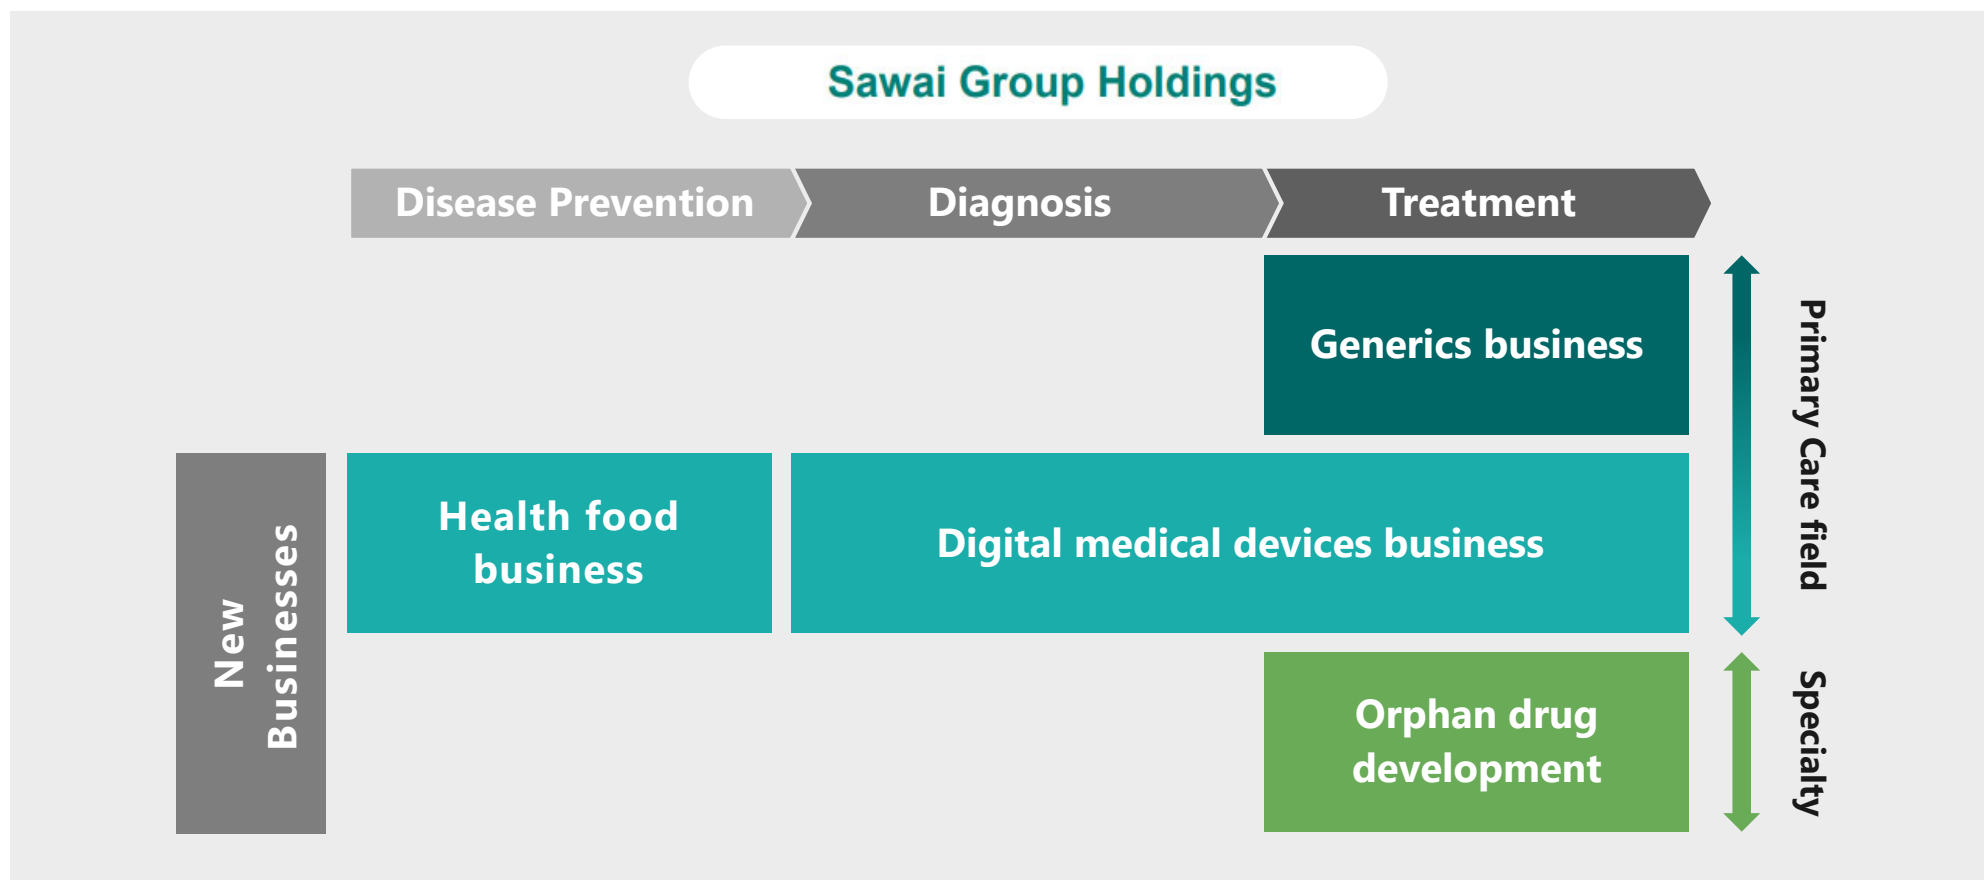 Sawai Group Holdings
Disease Prevention
Diagnosis
Treatment
Generics business
Primary Care field
New
Businesses
Health food
business
Digital medical devices business
Orphan drug
development
Specialty